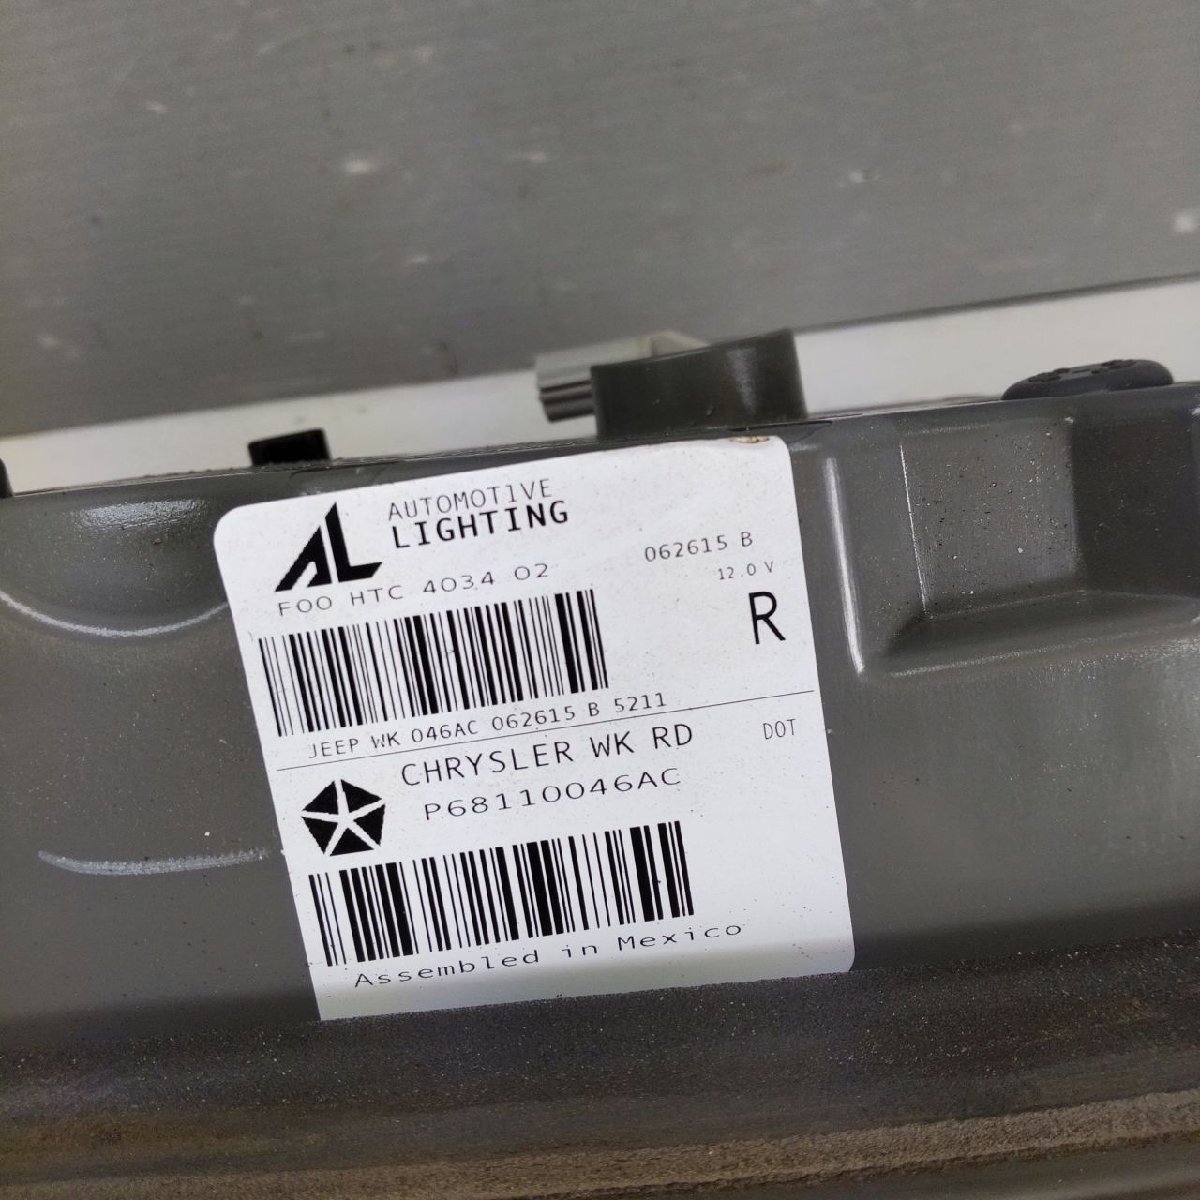 AL AUTOMOTIVE
LIGHTING
F00 HTC 4034 02
062615 B
12.0 V
R
JEEP WK 046AC 062615 B 5211
CHRYSLER WK RD
DOT
P68110046AC
Assembled in Mexico